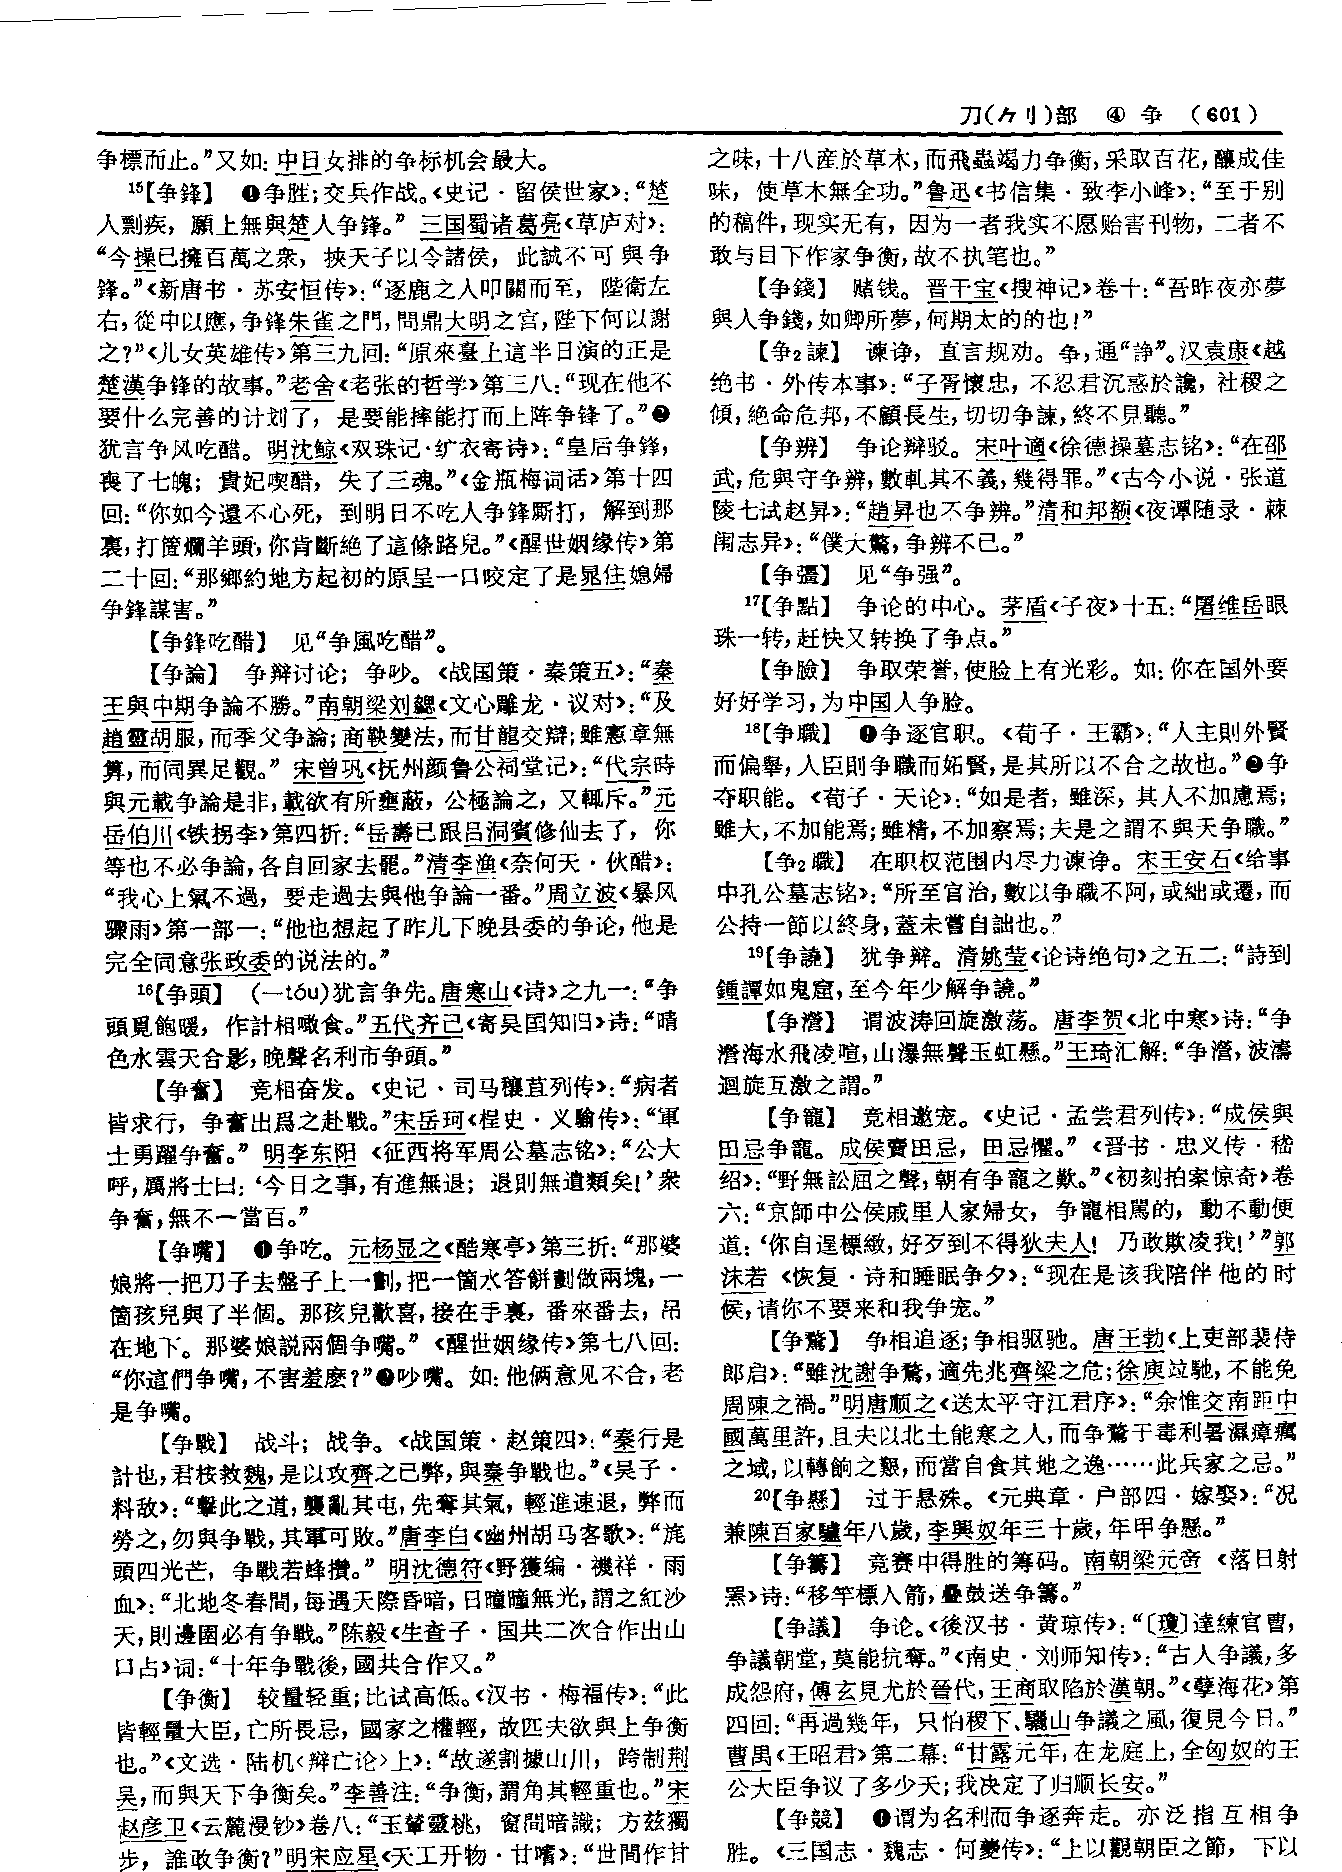 刀(⺈刂)部　④　争　(601)
争標而止。”又如:中日女排的争标机会最大。
15【争鋒】　❶争胜;交兵作战。《史记·留侯世家》:“楚
人剽疾，願上無與楚人争鋒。”三国蜀诸葛亮《草庐对》:
“今操已擁百萬之衆，挾天子以令諸侯，此誠不可與争
鋒。”《新唐书·苏安恒传》:“逐鹿之人叩關而至，陛衛左
右,從中以應,争鋒朱雀之門,問鼎大明之宫,陛下何以謝
之?”《儿女英雄传》第三九回:“原來臺上這半日演的正是
楚漢争鋒的故事。”老舍《老张的哲学》第三八:“现在他不
要什么完善的计划了，是要能摔能打而上阵争锋了。”❷
犹言争风吃醋。明沈鲸《双珠记·纩衣寄诗》:“皇后争鋒，
喪了七魄；貴妃喫醋，失了三魂。”《金瓶梅词话》第十四
回:“你如今還不心死，到明日不吃人争鋒厮打，解到那
裏,打箇爛羊頭,你肯斷絶了這條路兒。”《醒世姻缘传》第
二十回:“那鄉約地方起初的原呈一口咬定了是晁住媳婦
争鋒謀害。”
【争鋒吃醋】　见“争風吃醋”。
【争論】　争辩讨论；争吵。《战国策·秦策五》:“秦
王與中期争論不勝。”南朝梁刘勰《文心雕龙·议对》:“及
趙靈胡服,而季父争論;商鞅變法,而甘龍交辯;雖憲章無
算,而同異足觀。”宋曾巩《抚州颜鲁公祠堂记》:“代宗時
與元載争論是非,載欲有所壅蔽，公極論之，又輒斥。”元
岳伯川《铁拐李》第四折:“岳壽已跟吕洞賓修仙去了，你
等也不必争論,各自回家去罷。”清李渔《奈何天·伙醋》:
“我心上氣不過，要走過去與他争論一番。”周立波《暴风
骤雨》第一部一:“他也想起了昨儿下晚县委的争论,他是
完全同意张政委的说法的。”
16【争頭】　(—tóu)犹言争先。唐寒山《诗》之九一:“争
頭覓飽暖，作計相噉食。”五代齐己《寄吴国知旧》诗:“晴
色水雲天合影,晚聲名利市争頭。”
【争奮】　竞相奋发。《史记·司马穰苴列传》:“病者
皆求行，争奮出爲之赴戰。”宋岳珂《桯史·义騟传》:“軍
士勇躍争奮。”明李东阳《征西将军周公墓志铭》:“公大
呼,厲將士曰:‘今日之事,有進無退；退則無遺類矣!’衆
争奮,無不一當百。”
【争嘴】　❶争吃。元杨显之《酷寒亭》第三折:“那婆
娘將一把刀子去盤子上一劃,把一箇水答餅劃做兩塊,一
箇孩兒與了半個。那孩兒歡喜,接在手裏，番來番去，吊
在地下。那婆娘説兩個争嘴。”《醒世姻缘传》第七八回:
“你這們争嘴,不害羞麽?”❷吵嘴。如:他俩意见不合,老
是争嘴。
【争戰】　战斗；战争。《战国策·赵策四》:“秦行是
計也,君桉救魏,是以攻齊之已弊,與秦争戰也。”《吴子·
料敌》:“擊此之道,襲亂其屯,先奪其氣，輕進速退，弊而
勞之,勿與争戰,其軍可敗。”唐李白《幽州胡马客歌》:“旄
頭四光芒，争戰若蜂攢。”明沈德符《野獲编·禨祥·雨
血》:“北地冬春間,每遇天際昏暗,日曈曈無光,謂之紅沙
天,則邊圉必有争戰。”陈毅《生查子·国共二次合作出山
口占》词:“十年争戰後,國共合作又。”
【争衡】　较量轻重;比试高低。《汉书·梅福传》:“此
皆輕量大臣,亡所畏忌，國家之權輕，故匹夫欲與上争衡
也。”《文选·陆机〈辩亡论〉上》:“故遂割據山川，跨制荆
吴,而與天下争衡矣。”李善注:“争衡,謂角其輕重也。”宋
赵彦卫《云麓漫钞》卷八:“玉輦靈桃，窗間暗識；方兹獨
步，誰敢争衡?”明宋应星《天工开物·甘嗜》:“世間作甘
之味,十八産於草木,而飛蟲竭力争衡,采取百花,釀成佳
味，使草木無全功。”鲁迅《书信集·致李小峰》:“至于别
的稿件,现实无有，因为一者我实不愿贻害刊物，二者不
敢与目下作家争衡,故不执笔也。”
【争錢】　赌钱。晋干宝《搜神记》卷十:“吾昨夜亦夢
與人争錢,如卿所夢,何期太的的也!”
【争2諫】　谏诤，直言规劝。争,通“諍”。汉袁康《越
绝书·外传本事》:“子胥懷忠，不忍君沉惑於讒，社稷之
傾,絶命危邦,不顧長生,切切争諫,終不見聽。”
【争辨】　争论辩驳。宋叶適《徐德操墓志铭》:“在邵
武,危與守争辨,數軋其不義,幾得罪。”《古今小说·张道
陵七试赵昇》:“趙昇也不争辨。”清和邦额《夜谭随录·棘
闱志异》:“僕大驚,争辨不已。”
【争彊】　见“争强”。
17【争點】　争论的中心。茅盾《子夜》十五:“屠维岳眼
珠一转,赶快又转换了争点。”
【争臉】　争取荣誉,使脸上有光彩。如:你在国外要
好好学习,为中国人争脸。
18【争職】　❶争逐官职。《荀子·王霸》:“人主則外賢
而偏舉,人臣則争職而妬賢,是其所以不合之故也。”❷争
夺职能。《荀子·天论》:“如是者，雖深，其人不加慮焉;
雖大,不加能焉;雖精,不加察焉;夫是之謂不與天争職。”
【争2職】　在职权范围内尽力谏诤。宋王安石《给事
中孔公墓志铭》:“所至官治,數以争職不阿,或絀或遷,而
公持一節以終身,蓋未嘗自詘也。”
19【争譊】　犹争辩。清姚莹《论诗绝句》之五二:“詩到
鍾譚如鬼窟,至今年少解争譊。”
【争瀯】　谓波涛回旋激荡。唐李贺《北中寒》诗:“争
瀯海水飛凌喧,山瀑無聲玉虹懸。”王琦汇解:“争瀯,波濤
迴旋互激之謂。”
【争寵】　竞相邀宠。《史记·孟尝君列传》:“成侯與
田忌争寵。成侯賣田忌，田忌懼。”《晋书·忠义传·嵇
绍》:“野無訟屈之聲,朝有争寵之歎。”《初刻拍案惊奇》卷
六:“京師中公侯戚里人家婦女，争寵相駡的，動不動便
道:‘你自逞標緻,好歹到不得狄夫人!　乃敢欺凌我!’”郭
沫若《恢复·诗和睡眠争夕》:“现在是该我陪伴他的时
候,请你不要来和我争宠。”
【争騖】　争相追逐;争相驱驰。唐王勃《上吏部裴侍
郎启》:“雖沈謝争騖,適先兆齊梁之危;徐庾竝馳,不能免
周陳之禍。”明唐顺之《送太平守江君序》:“余惟交南距中
國萬里許,且夫以北土能寒之人,而争騖于毒利暑濕瘴癘
之域,以轉餉之艱,而當自食其地之逸……此兵家之忌。”
20【争懸】　过于悬殊。《元典章·户部四·嫁娶》:“况
兼陳百家驢年八歲,李興奴年三十歲,年甲争懸。”
【争籌】　竞赛中得胜的筹码。南朝梁元帝《落日射
罴》诗:“移竿標入箭,疊鼓送争籌。”
【争議】　争论。《後汉书·黄琼传》:“〔瓊〕達練官曹,
争議朝堂,莫能抗奪。”《南史·刘师知传》:“古人争議,多
成怨府,傅玄見尤於晉代,王商取陷於漢朝。”《孽海花》第
四回:“再過幾年，只怕稷下、驪山争議之風,復見今日。”
曹禺《王昭君》第二幕:“甘露元年,在龙庭上,全匈奴的王
公大臣争议了多少天;我决定了归顺长安。”
【争競】　❶谓为名利而争逐奔走。亦泛指互相争
胜。《三国志·魏志·何夔传》:“上以觀朝臣之節，下以